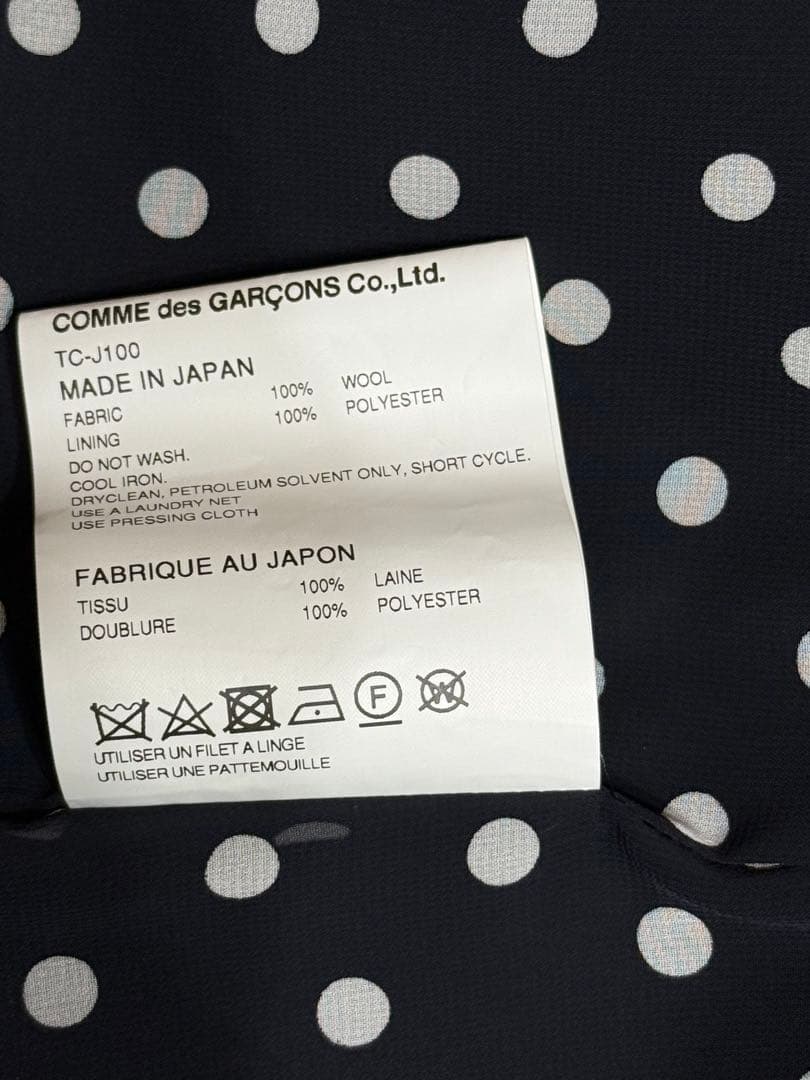 COMME des GARÇONS Co.,Ltd.
TC-J100
MADE IN JAPAN
FABRIC 100% WOOL
LINING 100% POLYESTER
DO NOT WASH.
COOL IRON.
DRYCLEAN, PETROLEUM SOLVENT ONLY, SHORT CYCLE.
USE A LAUNDRY NET
USE PRESSING CLOTH
FABRIQUE AU JAPON
TISSU 100% LAINE
DOUBLURE 100% POLYESTER
F W
UTILISER UN FILET A LINGE
UTILISER UNE PATTEMOUILLE